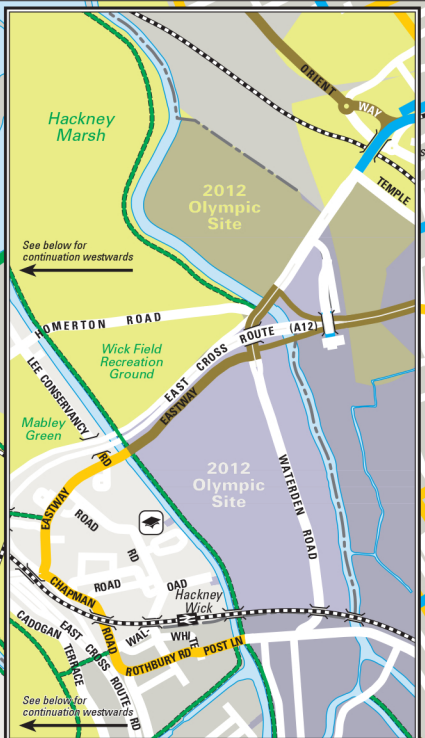 ORIENT WAY
Hackney
Marsh
TEMPLE
2012
Olympic
Site
See below for
continuation westwards
HOMERTON ROAD
EAST CROSS ROUTE (A12)
Wick Field
Recreation
Ground
LEE CONSERVANCY
RD
EASTWAY
Mabley
Green
2012
Olympic
Site
WATERDEN ROAD
EASTWAY
ROAD
RD
ROAD
OAD
CHAPMAN
ROAD
Hackney
Wick
CADOGAN
TERRACE
EAST CROSS ROUTE
RD
WAL-
WHITE
POST LN
ROTHBURY RD
See below for
continuation westwards